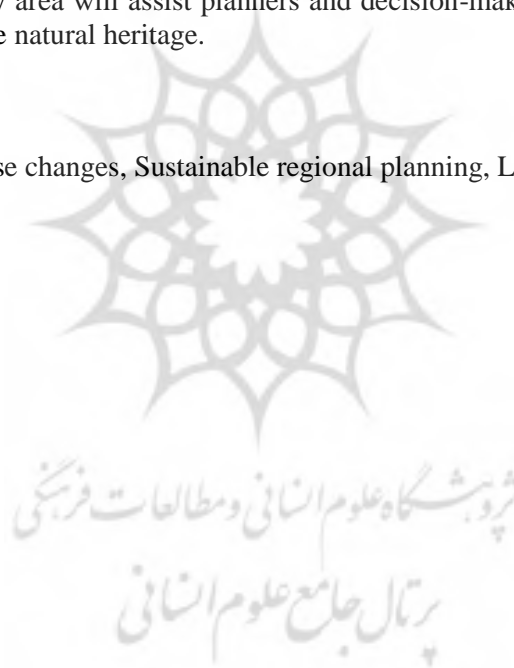 y area will assist planners and decision-mak
e natural heritage.
se changes, Sustainable regional planning, L
پژوهشگاه علوم انسانی و مطالعات فرهنگی
پرتال جامع علوم انسانی